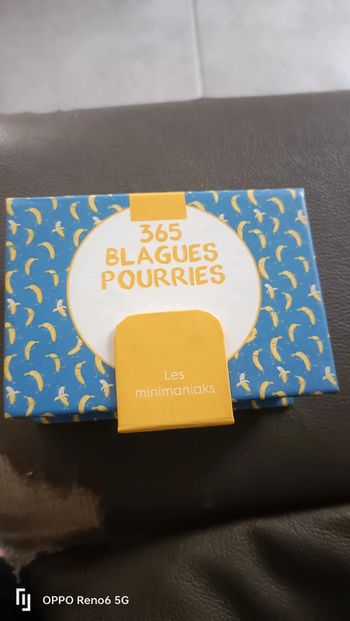 365
BLAGUES
POURRIES
Les
minimaniaks
OPPO Reno6 5G